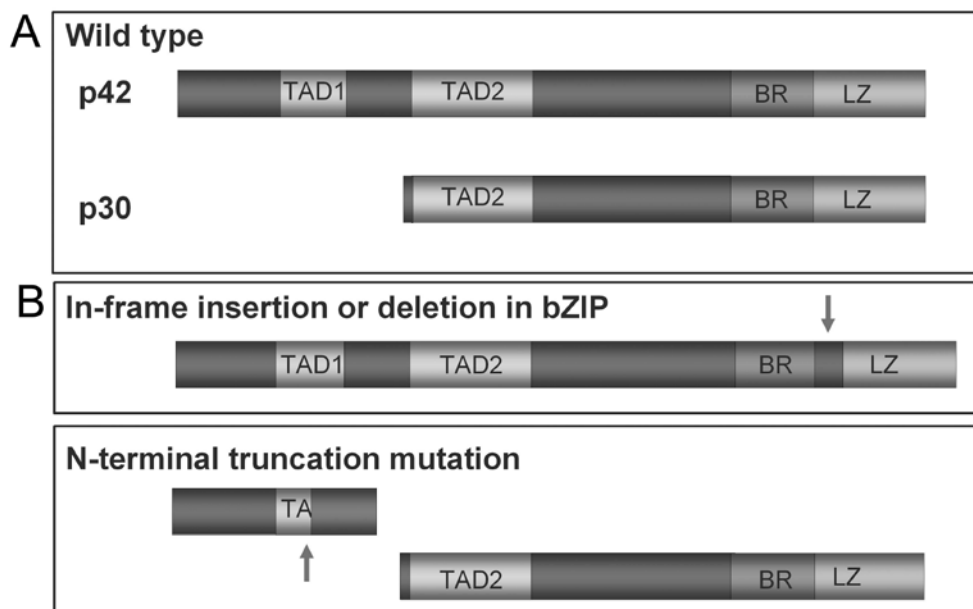 A
Wild type
p42
TAD1 TAD2 BR LZ
p30
TAD2 BR LZ
B
In-frame insertion or deletion in bZIP
TAD1 TAD2 BR LZ
N-terminal truncation mutation
TA
TAD2 BR LZ